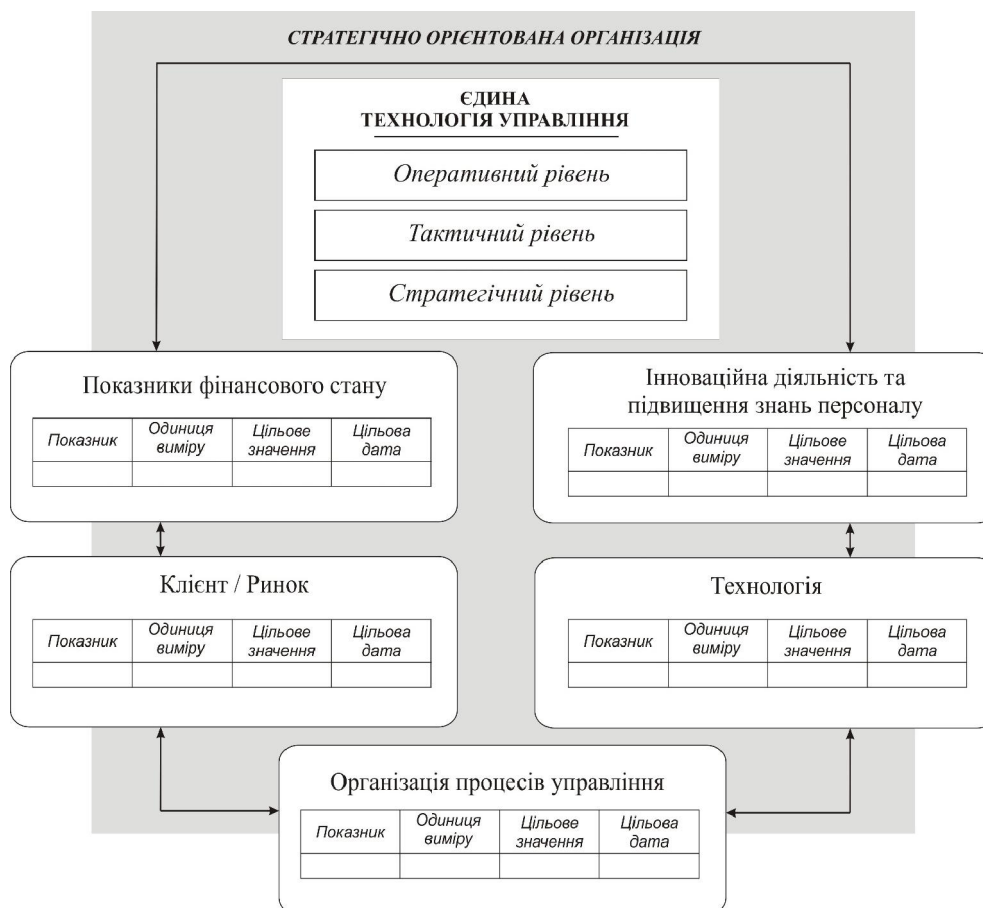 СТРАТЕГІЧНО ОРІЄНТОВАНА ОРГАНІЗАЦІЯ
ЄДИНА
ТЕХНОЛОГІЯ УПРАВЛІННЯ
Оперативний рівень
Тактичний рівень
Стратегічний рівень
Показники фінансового стану
Показник Одиниця виміру Цільове значення Цільова дата
Інноваційна діяльність та
підвищення знань персоналу
Показник Одиниця виміру Цільове значення Цільова дата
Клієнт / Ринок
Показник Одиниця виміру Цільове значення Цільова дата
Технологія
Показник Одиниця виміру Цільове значення Цільова дата
Організація процесів управління
Показник Одиниця виміру Цільове значення Цільова дата